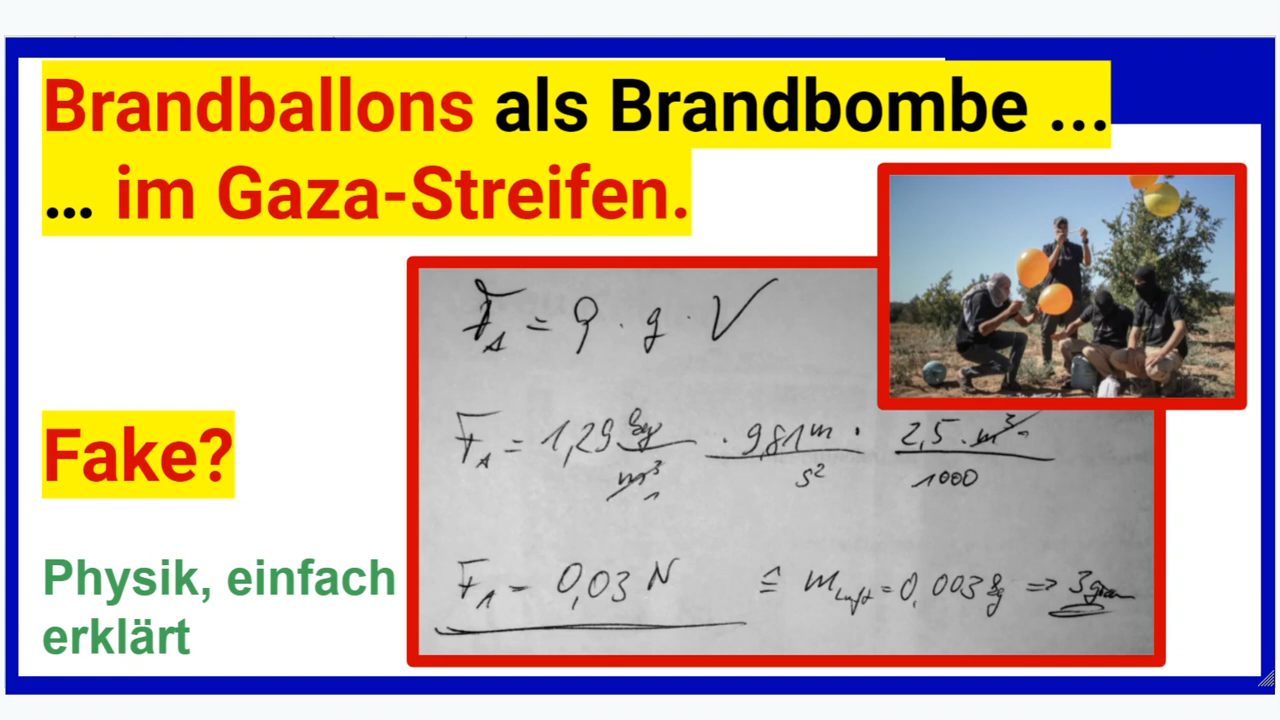 Brandballons als Brandbombe ...
... im Gaza-Streifen.
Fake?
Physik, einfach
erklärt
F_A = ρ · g · V
F_A = 1,29 kg/m³ · 9,81 m/s² · 2,5 · m³/1000
F_A = 0,03 N ≙ m_Luft = 0,003 kg => 3 gram